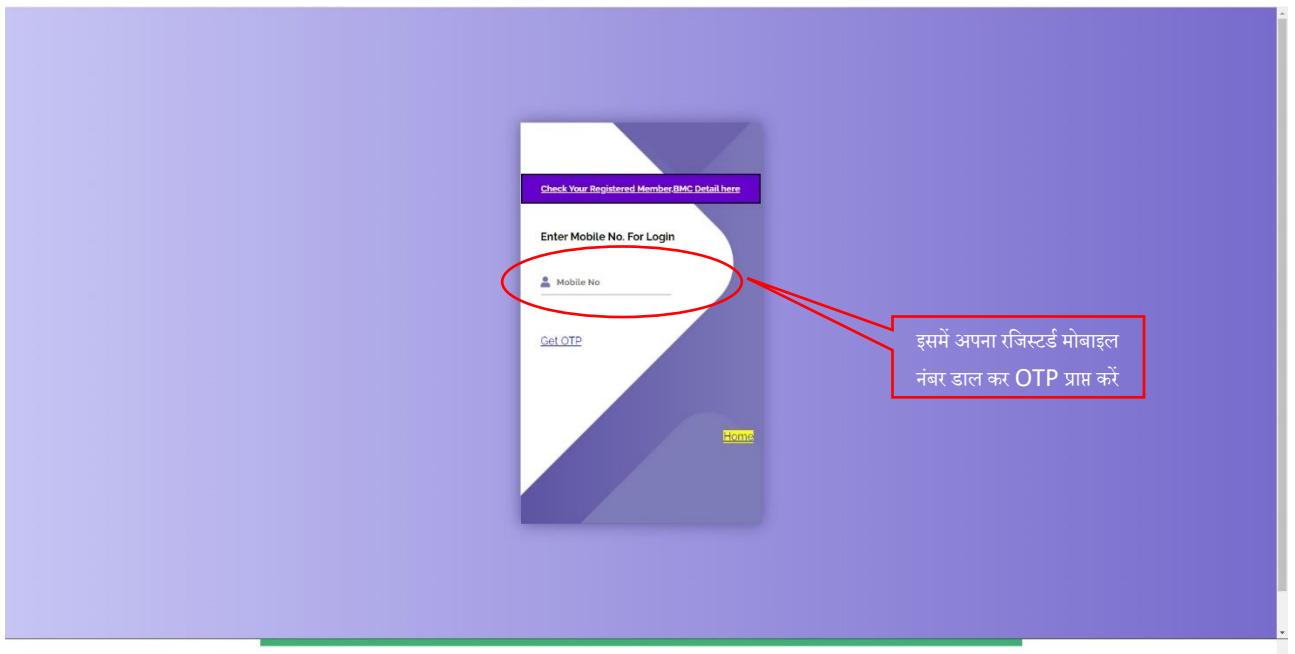 Check Your Registered Member,BMC Detail here
Enter Mobile No. For Login
Mobile No
Get OTP
इसमें अपना रजिस्टर्ड मोबाइल
नंबर डाल कर OTP प्राप्त करें
Home